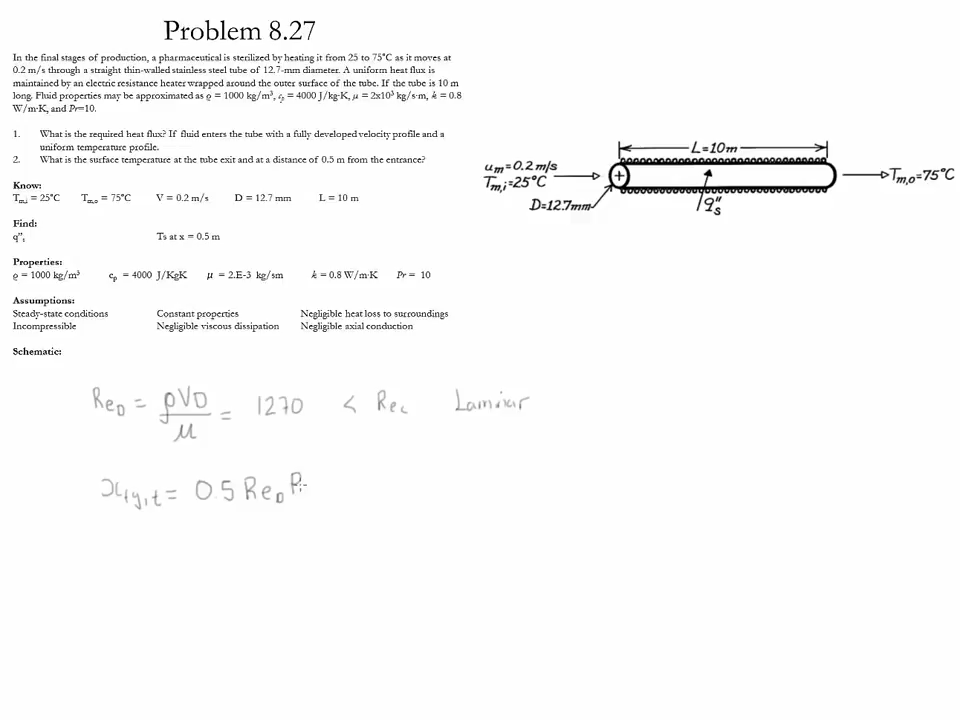 Problem 8.27
In the final stages of production, a pharmaceutical is sterilized by heating it from 25 to 75°C as it moves at
0.2 m/s through a straight thin-walled stainless steel tube of 12.7-mm diameter. A uniform heat flux is
maintained by an electric resistance heater wrapped around the outer surface of the tube. If the tube is 10 m
long. Fluid properties may be approximated as ϱ = 1000 kg/m³, cp = 4000 J/kg·K, μ = 2x10³ kg/s·m, k = 0.8
W/m·K, and Pr=10.
1. What is the required heat flux? If fluid enters the tube with a fully developed velocity profile and a
uniform temperature profile.
2. What is the surface temperature at the tube exit and at a distance of 0.5 m from the entrance?
Know:
Tm,i = 25°C Tm,o = 75°C V = 0.2 m/s D = 12.7 mm L = 10 m
Find:
q"s Ts at x = 0.5 m
Properties:
ϱ = 1000 kg/m³ cp = 4000 J/KgK μ = 2.E-3 kg/sm k = 0.8 W/m·K Pr = 10
Assumptions:
Steady-state conditions Constant properties Negligible heat loss to surroundings
Incompressible Negligible viscous dissipation Negligible axial conduction
Schematic:
L=10m
um=0.2m/s
Tm,i=25°C
Tm,o=75°C
D=12.7mm
q"s
ReD = ρVD/μ = 1270 < Rec Laminar
xfy,t = 0.5 ReD Pr